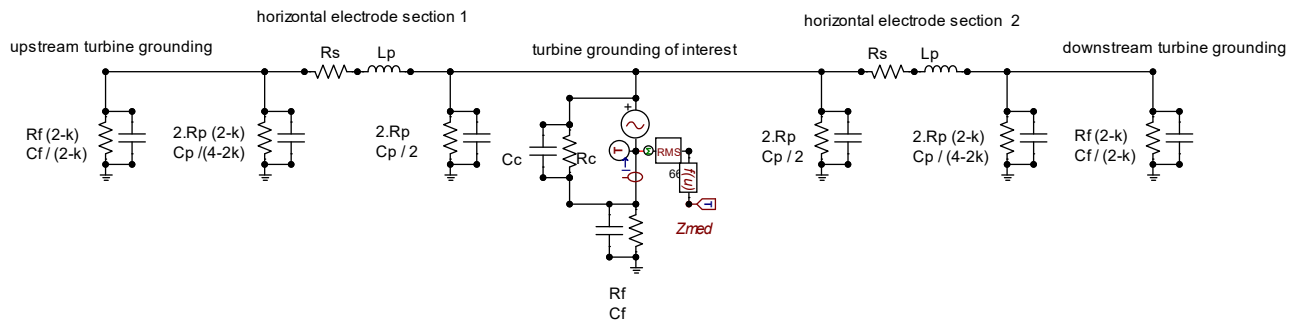 horizontal electrode section 1
horizontal electrode section 2
upstream turbine grounding
turbine grounding of interest
downstream turbine grounding
Rs
Lp
Rs
Lp
Rf (2-k)
Cf / (2-k)
2.Rp (2-k)
Cp /(4-2k)
2.Rp
Cp / 2
Cc
Rc
+
T
I
M
RMS
66
f(u)
T
Zmed
Rf
Cf
2.Rp
Cp / 2
2.Rp (2-k)
Cp / (4-2k)
Rf (2-k)
Cf / (2-k)